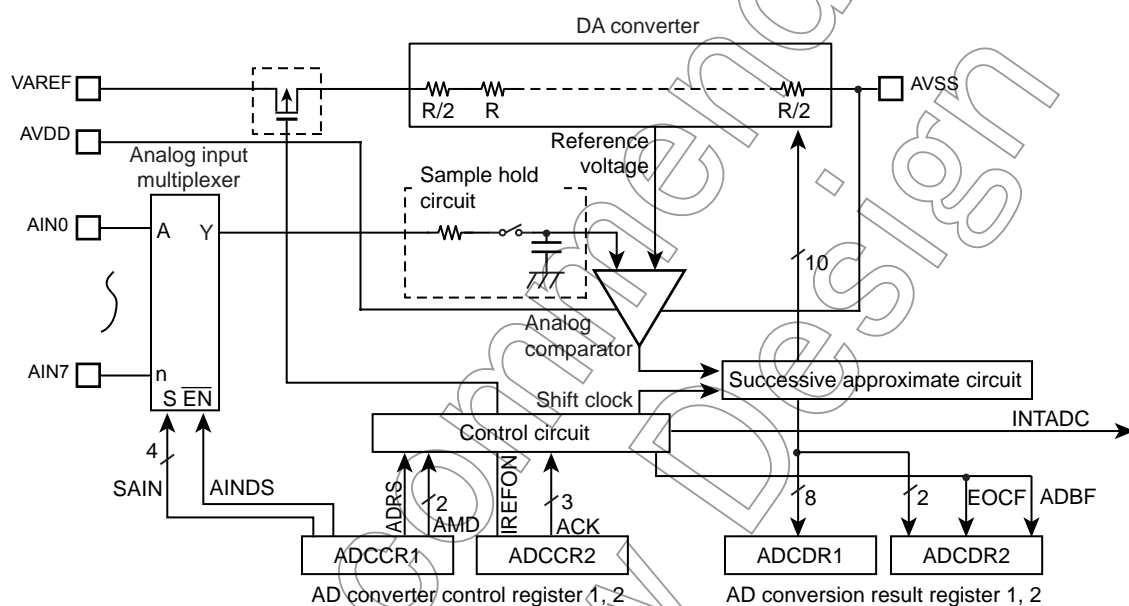 DA converter
VAREF
AVSS
R/2
R
R/2
AVDD
Reference
voltage
Analog input
multiplexer
Sample hold
circuit
AIN0
A
Y
10
Analog
comparator
AIN7
n
S EN
Successive approximate circuit
Shift clock
INTADC
Control circuit
4
SAIN
AINDS
ADRS
2
AMD
IREFON
3
ACK
8
2
EOCF
ADBF
ADCCR1
ADCCR2
ADCDR1
ADCDR2
AD converter control register 1, 2
AD conversion result register 1, 2